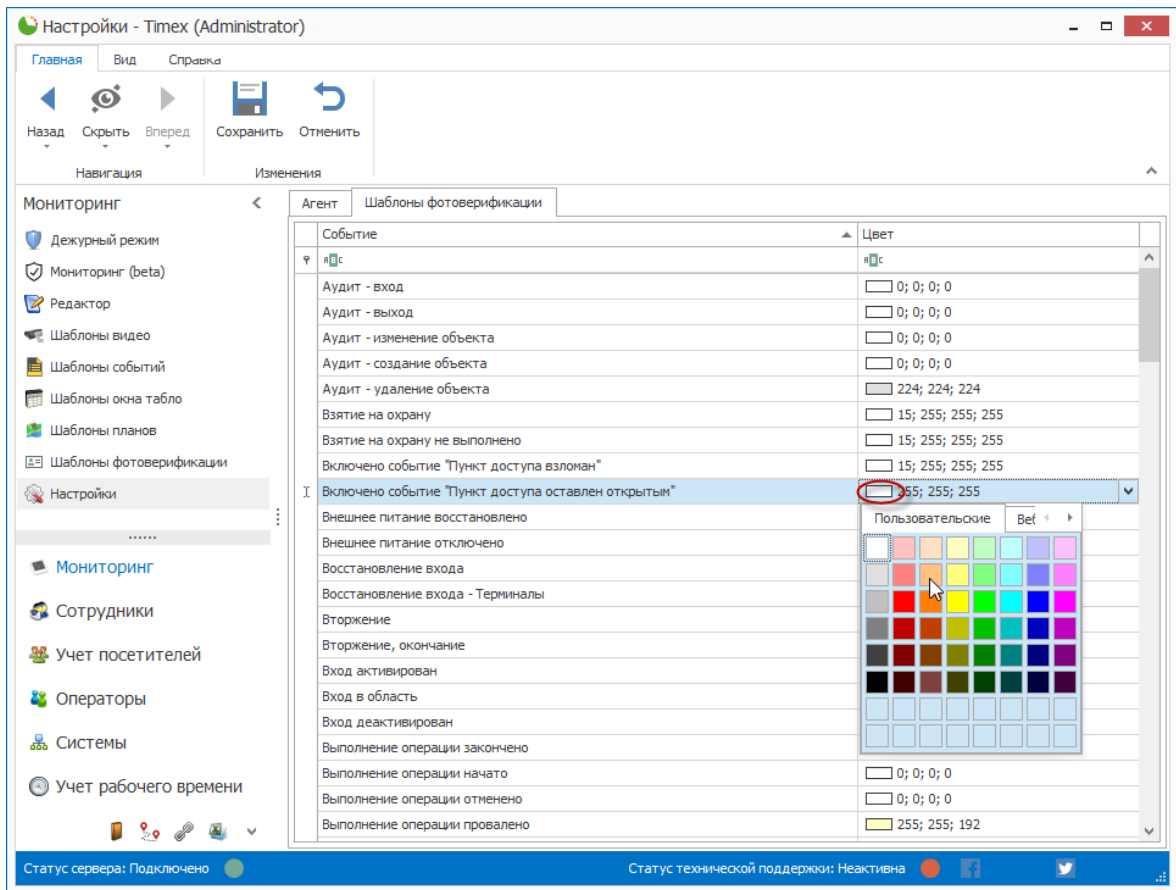 Настройки - Timex (Administrator)
Главная Вид Справка
Назад Скрыть Вперед Сохранить Отменить
Навигация Изменения
Мониторинг
Дежурный режим
Мониторинг (beta)
Редактор
Шаблоны видео
Шаблоны событий
Шаблоны окна табло
Шаблоны планов
Шаблоны фотоверификации
Настройки
Мониторинг
Сотрудники
Учет посетителей
Операторы
Системы
Учет рабочего времени
Агент Шаблоны фотоверификации
Событие Цвет
ABC ABC
Аудит - вход 0; 0; 0; 0
Аудит - выход 0; 0; 0; 0
Аудит - изменение объекта 0; 0; 0; 0
Аудит - создание объекта 0; 0; 0; 0
Аудит - удаление объекта 224; 224; 224
Взятие на охрану 15; 255; 255; 255
Взятие на охрану не выполнено 15; 255; 255; 255
Включено событие "Пункт доступа взломан" 15; 255; 255; 255
Включено событие "Пункт доступа оставлен открытым" 255; 255; 255
Внешнее питание восстановлено
Внешнее питание отключено
Восстановление входа
Восстановление входа - Терминалы
Вторжение
Вторжение, окончание
Вход активирован
Вход в область
Вход деактивирован
Выполнение операции закончено
Пользовательские Веб
Выполнение операции начато 0; 0; 0; 0
Выполнение операции отменено 0; 0; 0; 0
Выполнение операции провалено 255; 255; 192
Статус сервера: Подключено Статус технической поддержки: Неактивна